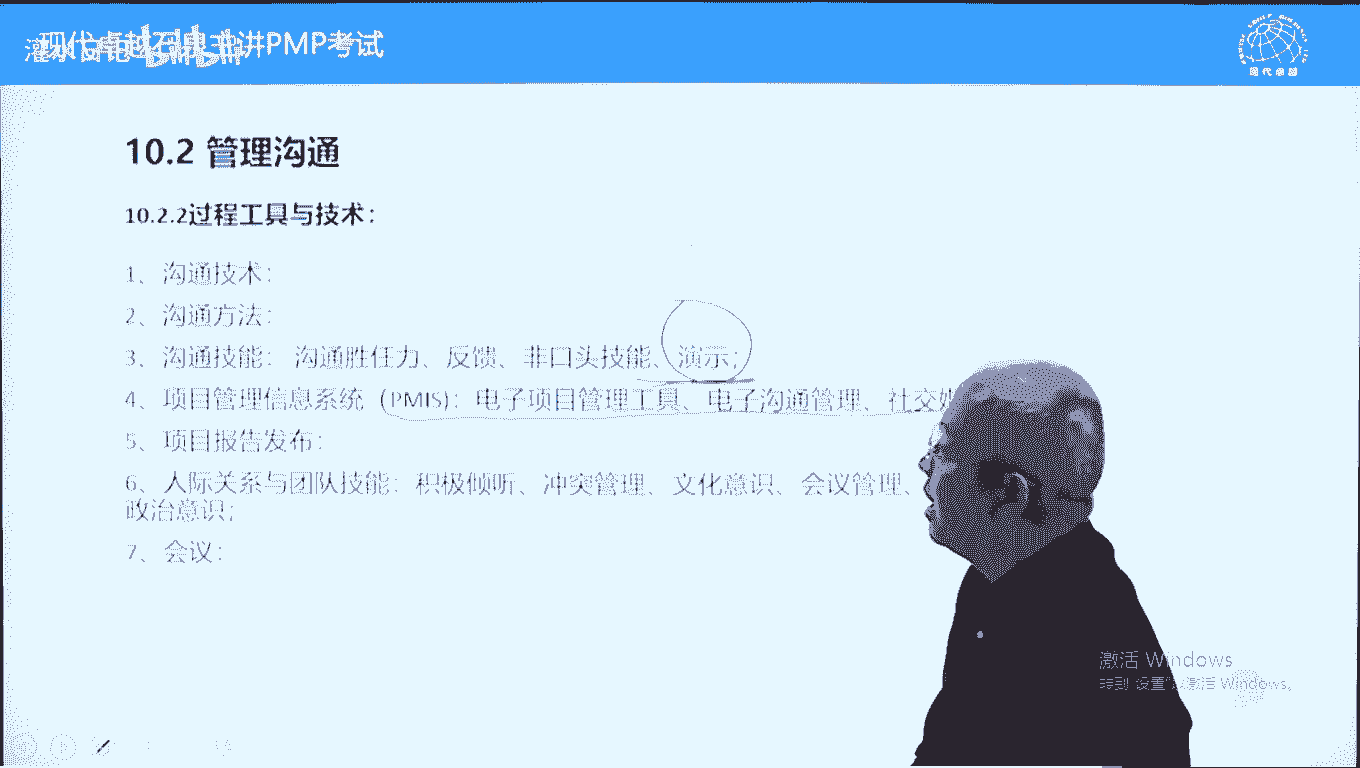 现代卓越石泉主讲PMP考试
bilibili
现代卓越
10.2 管理沟通
10.2.2过程工具与技术：
1、沟通技术：
2、沟通方法：
3、沟通技能： 沟通胜任力、反馈、非口头技能、演示；
4、项目管理信息系统（PMIS)：电子项目管理工具、电子沟通管理、社交
5、项目报告发布：
6、人际关系与团队技能：积极倾听、冲突管理、文化意识、会议管理、
政治意识；
7、会议：
激活 Windows
转到"设置"以激活 Windows。